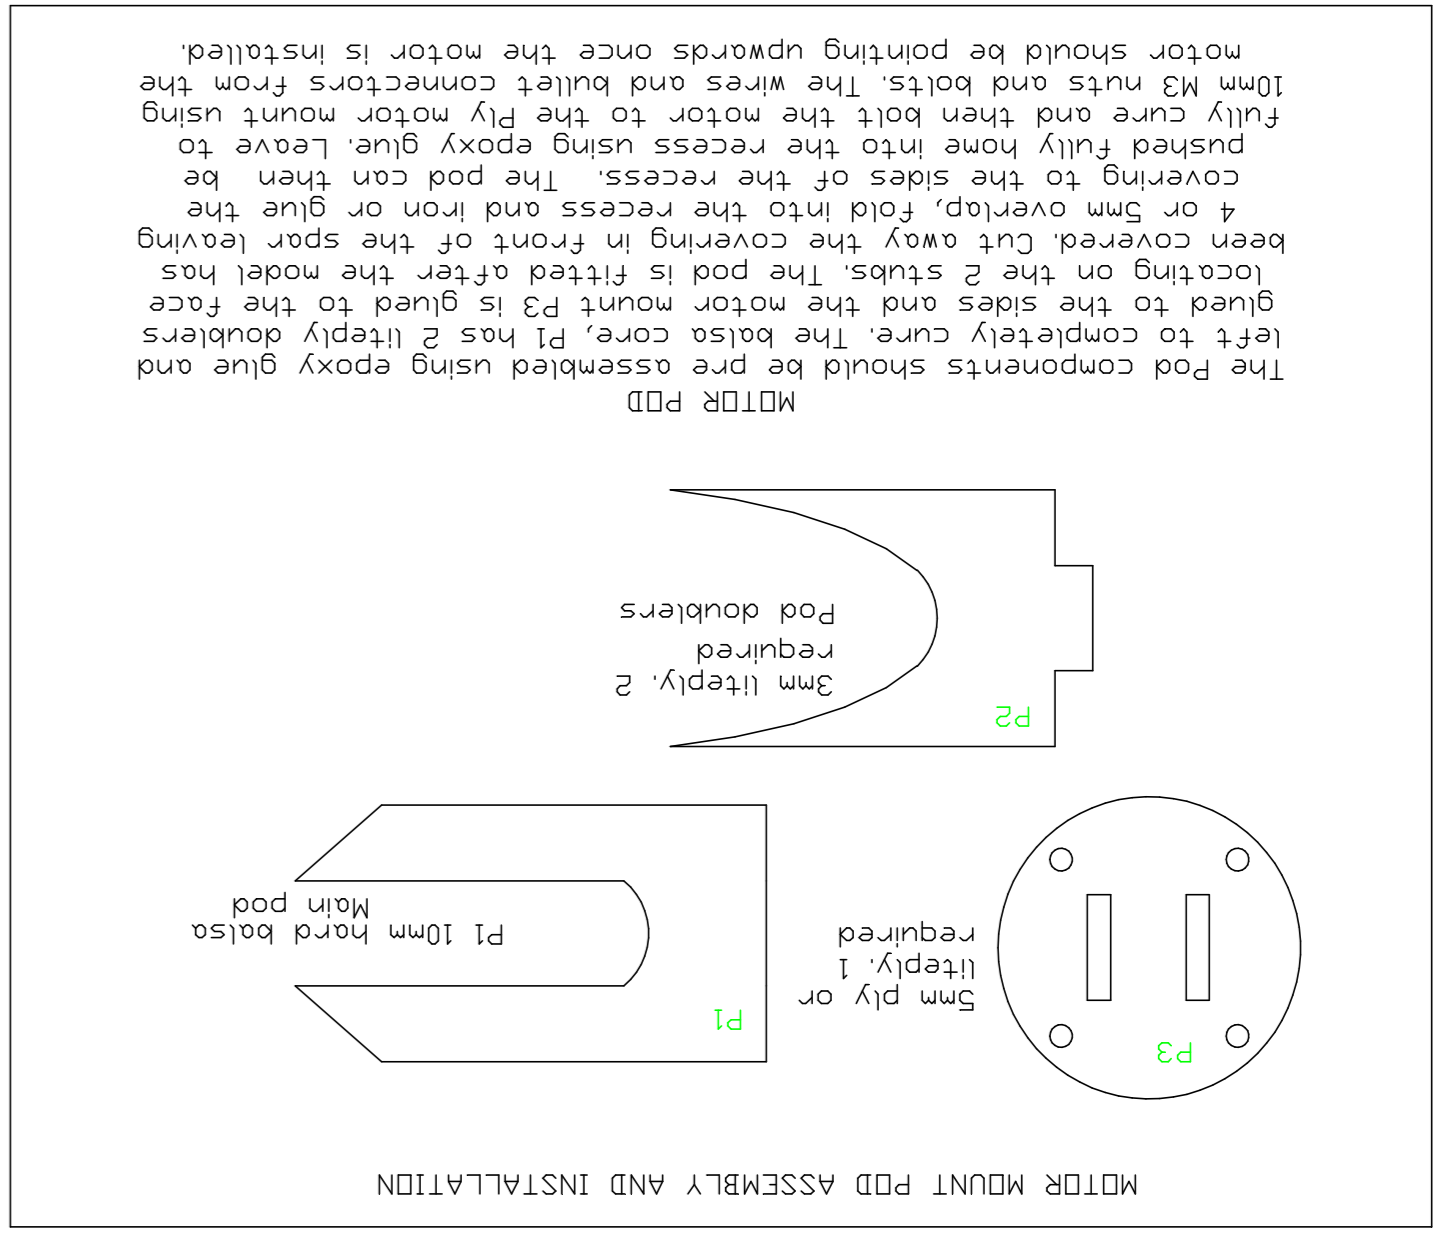 MOTOR MOUNT POD ASSEMBLY AND INSTALLATION
P3
5mm ply or
liteply. 1
required
P1
P1 10mm hard balsa
Main pod
P2
3mm liteply. 2
required
Pod doublers
MOTOR POD
The Pod components should be pre assembled using epoxy glue and
left to completely cure. The balsa core, P1 has 2 liteply doublers
glued to the sides and the motor mount P3 is glued to the face
locating on the 2 stubs. The pod is fitted after the model has
been covered. Cut away the covering in front of the spar leaving
4 or 5mm overlap, fold into the recess and iron or glue the
covering to the sides of the recess. The pod can then be
pushed fully home into the recess using epoxy glue. Leave to
fully cure and then bolt the motor to the Ply motor mount using
10mm M3 nuts and bolts. The wires and bullet connectors from the
motor should be pointing upwards once the motor is installed.